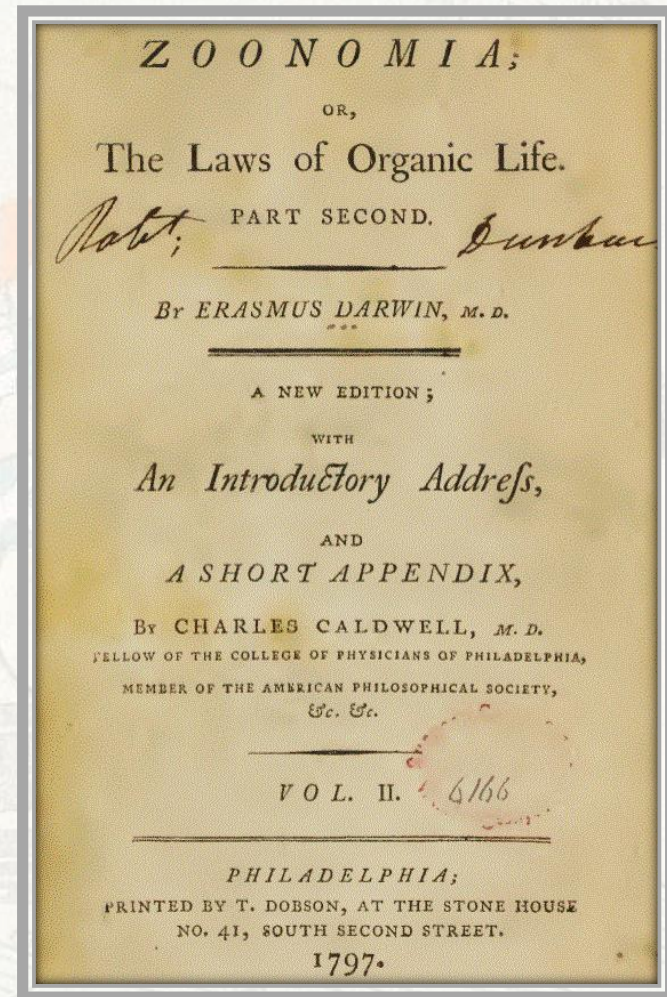 ZOONOMIA;
OR,
The Laws of Organic Life.
PART SECOND.
Robt; Dunbar
By ERASMUS DARWIN, M. D.
A NEW EDITION;
WITH
An Introductory Addreſs,
AND
A SHORT APPENDIX,
By CHARLES CALDWELL, M. D.
FELLOW OF THE COLLEGE OF PHYSICIANS OF PHILADELPHIA,
MEMBER OF THE AMERICAN PHILOSOPHICAL SOCIETY,
&c. &c.
VOL. II. 6166
PHILADELPHIA;
PRINTED BY T. DOBSON, AT THE STONE HOUSE
NO. 41, SOUTH SECOND STREET.
1797.